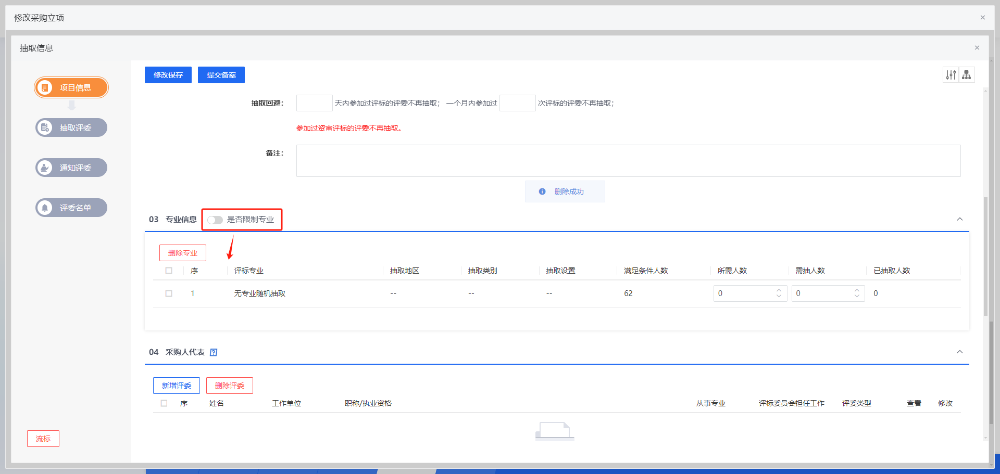 修改采购立项
抽取信息
项目信息
抽取评委
通知评委
评委名单
流标
修改保存 提交备案
抽取回避: 天内参加过评标的评委不再抽取; 一个月内参加过 次评标的评委不再抽取;
参加过资审评标的评委不再抽取。
备注:
删除成功
03 专业信息 是否限制专业
删除专业
序 评标专业 抽取地区 抽取类别 抽取设置 满足条件人数 所需人数 需抽人数 已抽取人数
1 无专业随机抽取 -- -- -- 62 0 0 0
04 采购人代表 ?
新增评委 删除评委
序 姓名 工作单位 职称/执业资格 从事专业 评标委员会担任工作 评委类型 查看 修改